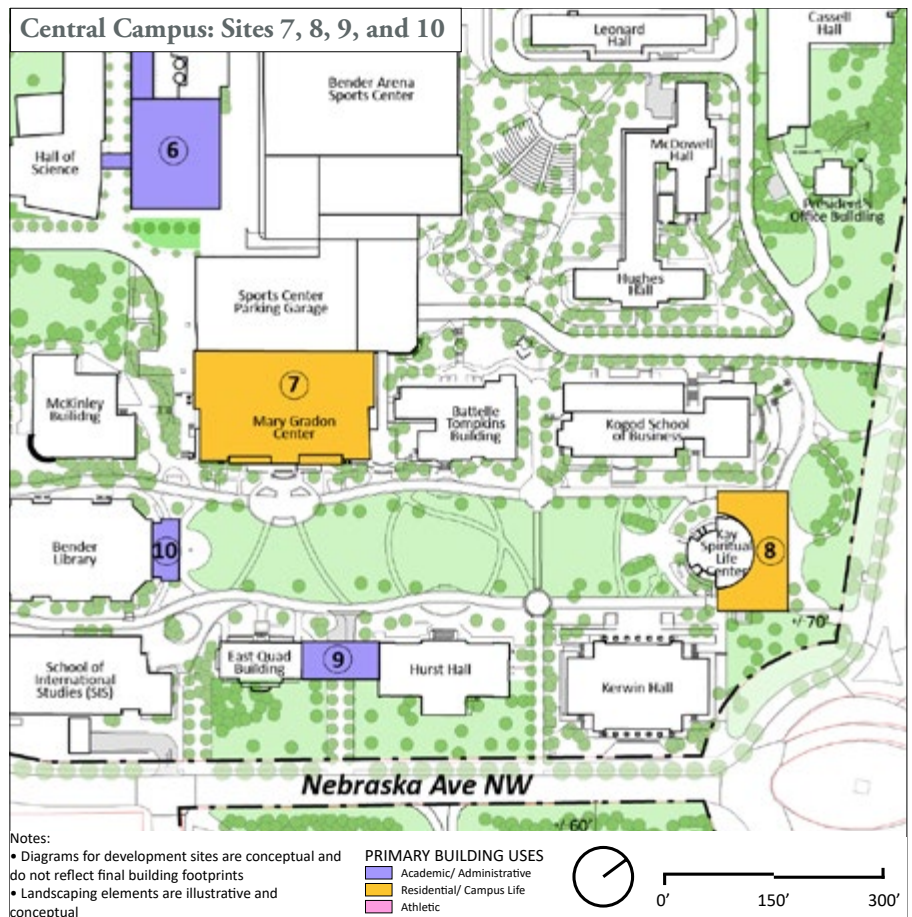 Central Campus: Sites 7, 8, 9, and 10
Leonard
Hall
Cassell
Hall
Bender Arena
Sports Center
6
Hall of
Science
McDowell
Hall
President's
Office Buildling
Hughes
Hall
Sports Center
Parking Garage
7
Mary Gradon
Center
McKinley
Builidng
Battelle
Tompkins
Building
Kogod School
of Business
Bender
Library
10
Kay
Spiritual
Life
Center
8
+/-70'
East Quad
Building
9
Hurst Hall
School of
International
Studies (SIS)
Kerwin Hall
Nebraska Ave NW
+/-60'
Notes:
• Diagrams for development sites are conceptual and
do not reflect final building footprints
• Landscaping elements are illustrative and
conceptual
PRIMARY BUILDING USES
Academic/ Administrative
Residential/ Campus Life
Athletic
0'
150'
300'